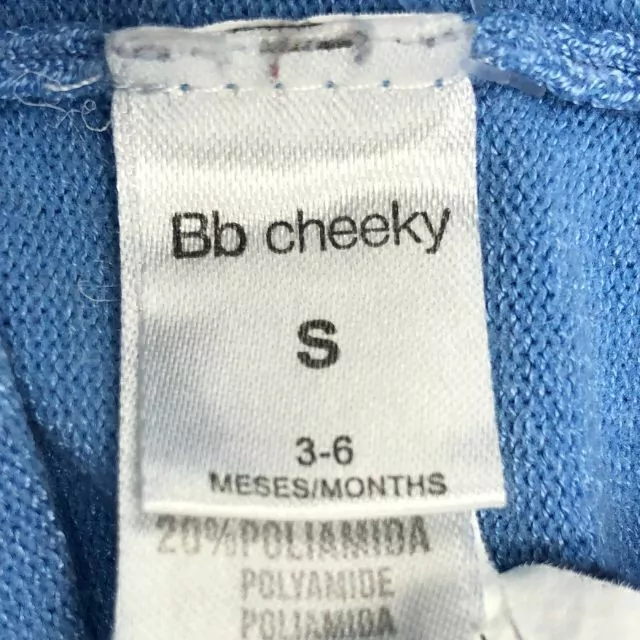 Bb cheeky
S
3-6
MESES/MONTHS
20%POLIAMIDA
POLYAMIDE
POLIAMIDA